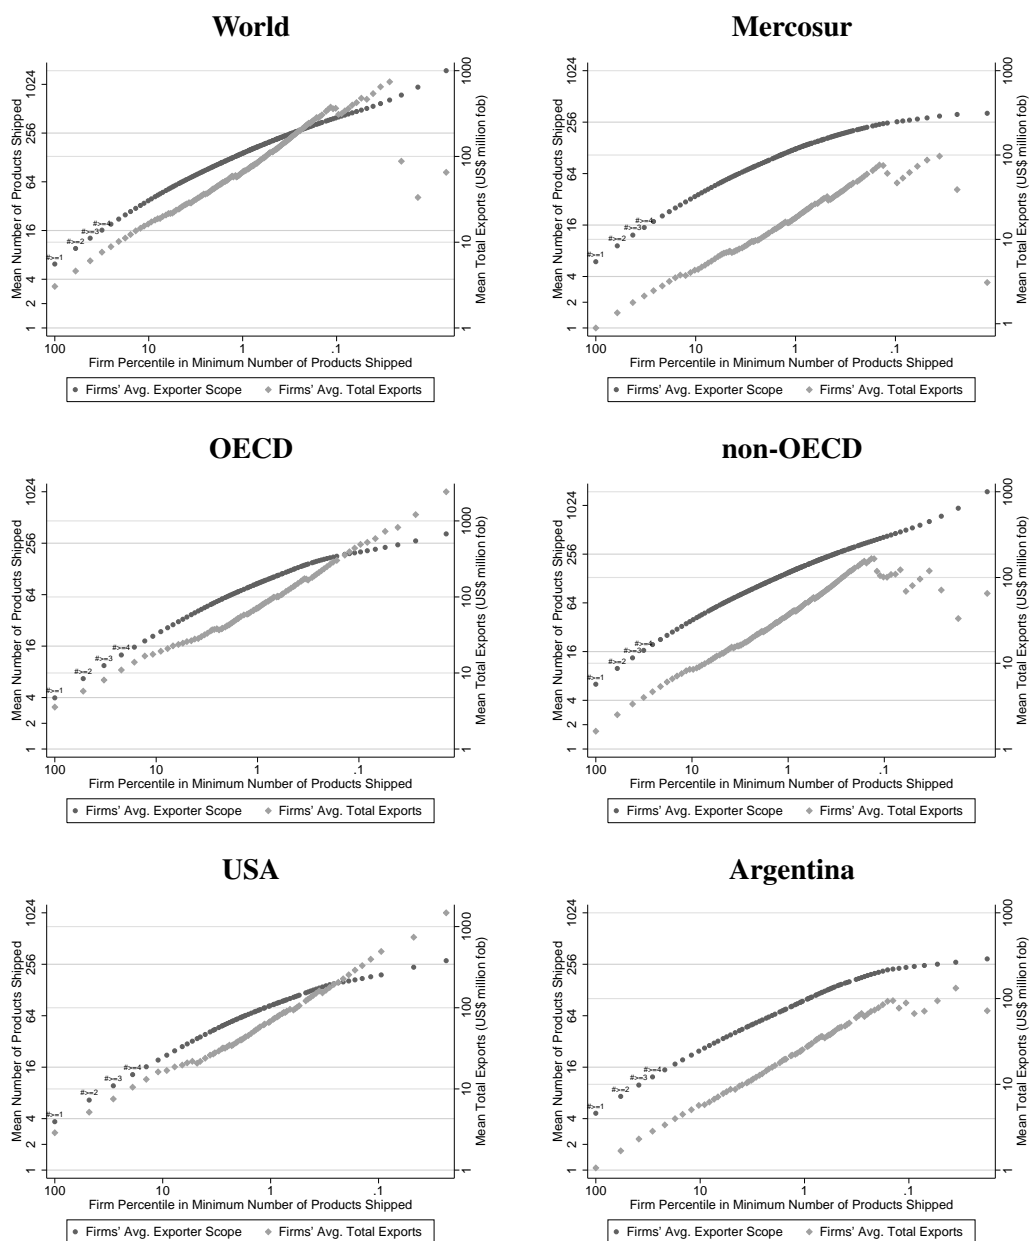 World
Mean Number of Products Shipped
1 2 4 16 64 256 1024
#>=1
#>=2
#>=3
#>=4
1 10 100 1000
Mean Total Exports (US$ million fob)
100 10 1 .1
Firm Percentile in Minimum Number of Products Shipped
Firms' Avg. Exporter Scope Firms' Avg. Total Exports
Mercosur
Mean Number of Products Shipped
1 2 4 16 64 256 1024
#>=1
#>=2
#>=3
#>=4
1 10 100 1000
Mean Total Exports (US$ million fob)
100 10 1 .1
Firm Percentile in Minimum Number of Products Shipped
Firms' Avg. Exporter Scope Firms' Avg. Total Exports
OECD
Mean Number of Products Shipped
1 2 4 16 64 256 1024
#>=1
#>=2
#>=3
#>=4
1 10 100 1000
Mean Total Exports (US$ million fob)
100 10 1 .1
Firm Percentile in Minimum Number of Products Shipped
Firms' Avg. Exporter Scope Firms' Avg. Total Exports
non-OECD
Mean Number of Products Shipped
1 2 4 16 64 256 1024
#>=1
#>=2
#>=3
#>=4
1 10 100 1000
Mean Total Exports (US$ million fob)
100 10 1 .1
Firm Percentile in Minimum Number of Products Shipped
Firms' Avg. Exporter Scope Firms' Avg. Total Exports
USA
Mean Number of Products Shipped
1 2 4 16 64 256 1024
#>=1
#>=2
#>=3
#>=4
1 10 100 1000
Mean Total Exports (US$ million fob)
100 10 1 .1
Firm Percentile in Minimum Number of Products Shipped
Firms' Avg. Exporter Scope Firms' Avg. Total Exports
Argentina
Mean Number of Products Shipped
1 2 4 16 64 256 1024
#>=1
#>=2
#>=3
#>=4
1 10 100 1000
Mean Total Exports (US$ million fob)
100 10 1 .1
Firm Percentile in Minimum Number of Products Shipped
Firms' Avg. Exporter Scope Firms' Avg. Total Exports